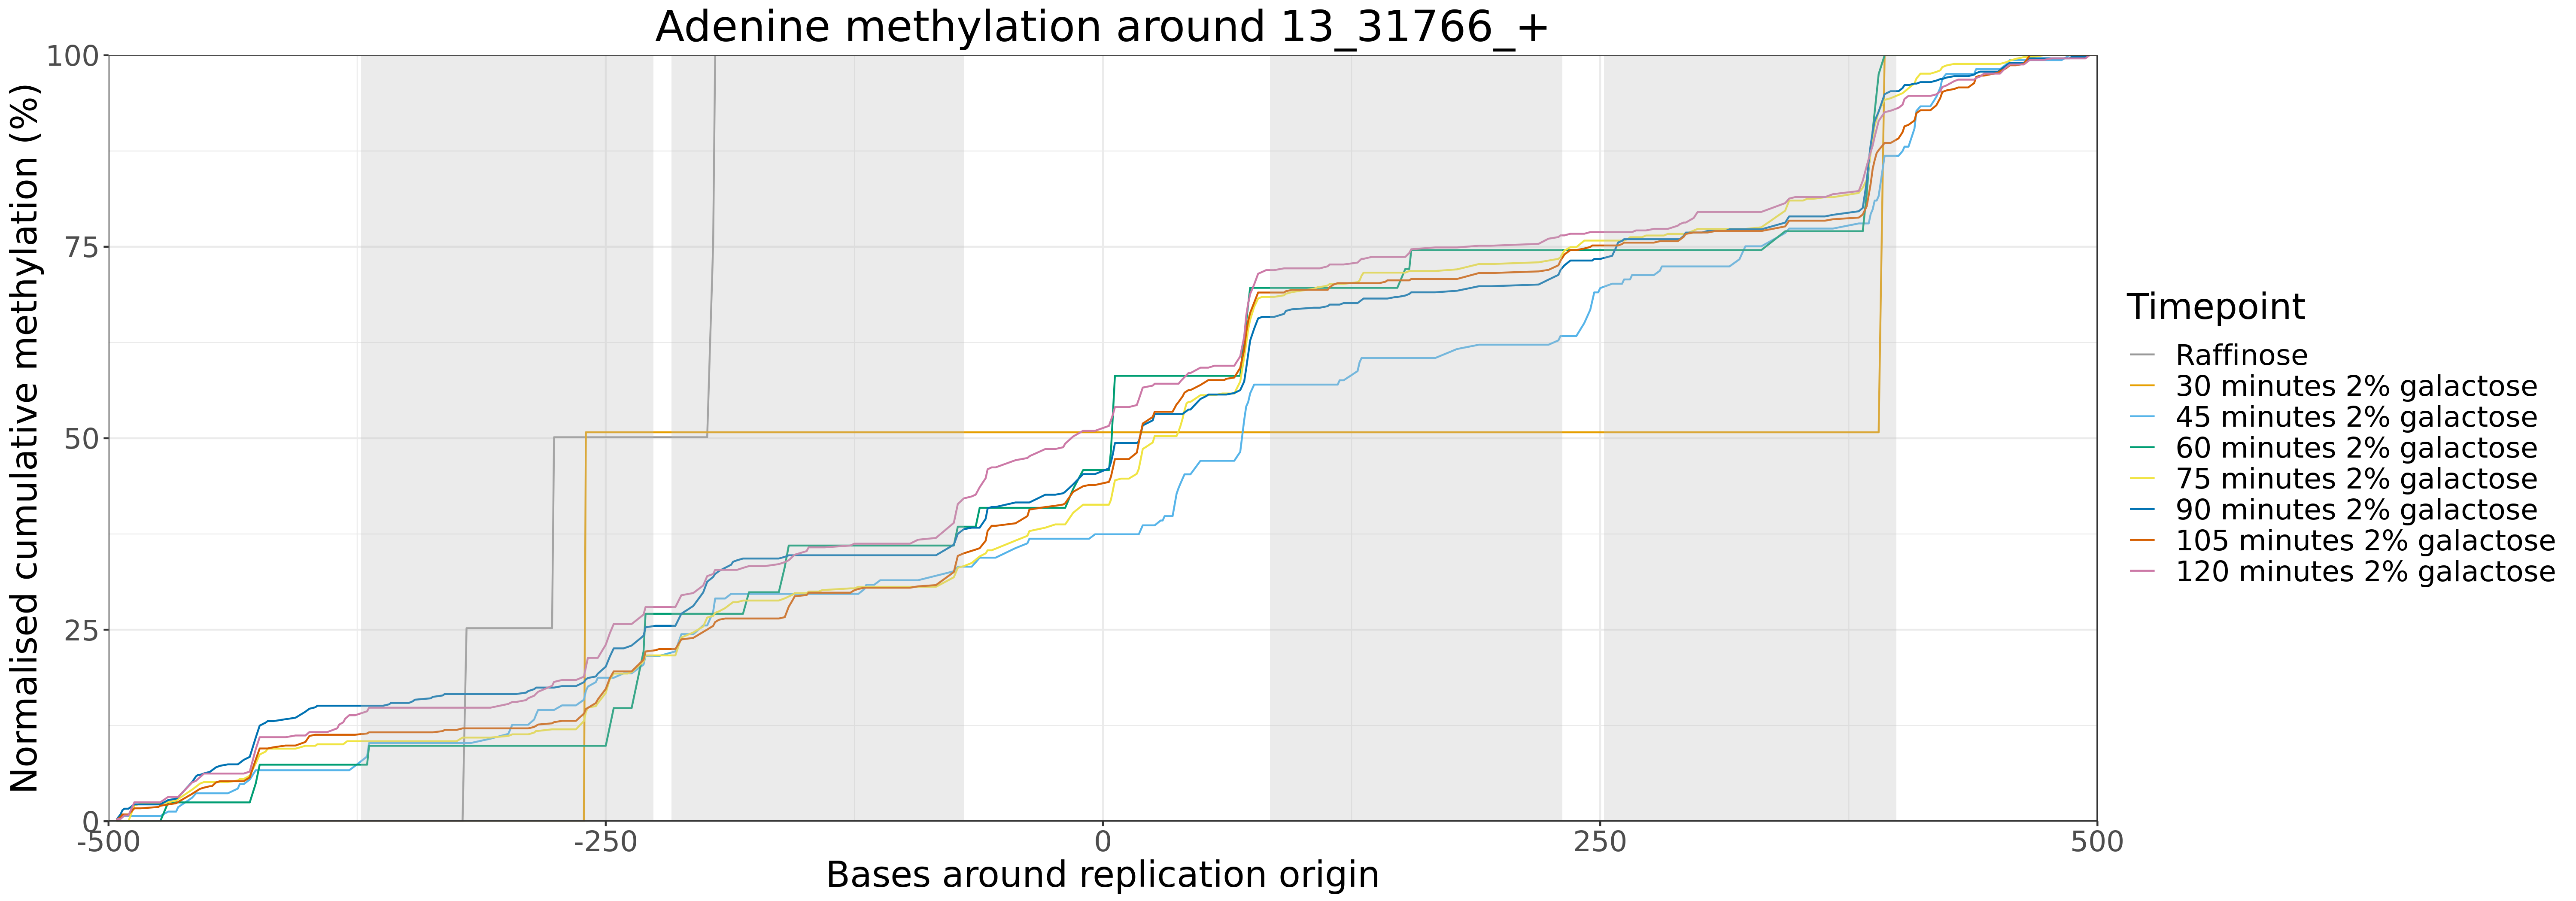 Adenine methylation around 13_31766_+
Normalised cumulative methylation (%)
100
75
50
25
0
-500
-250
0
250
500
Bases around replication origin
Timepoint
Raffinose
30 minutes 2% galactose
45 minutes 2% galactose
60 minutes 2% galactose
75 minutes 2% galactose
90 minutes 2% galactose
105 minutes 2% galactose
120 minutes 2% galactose